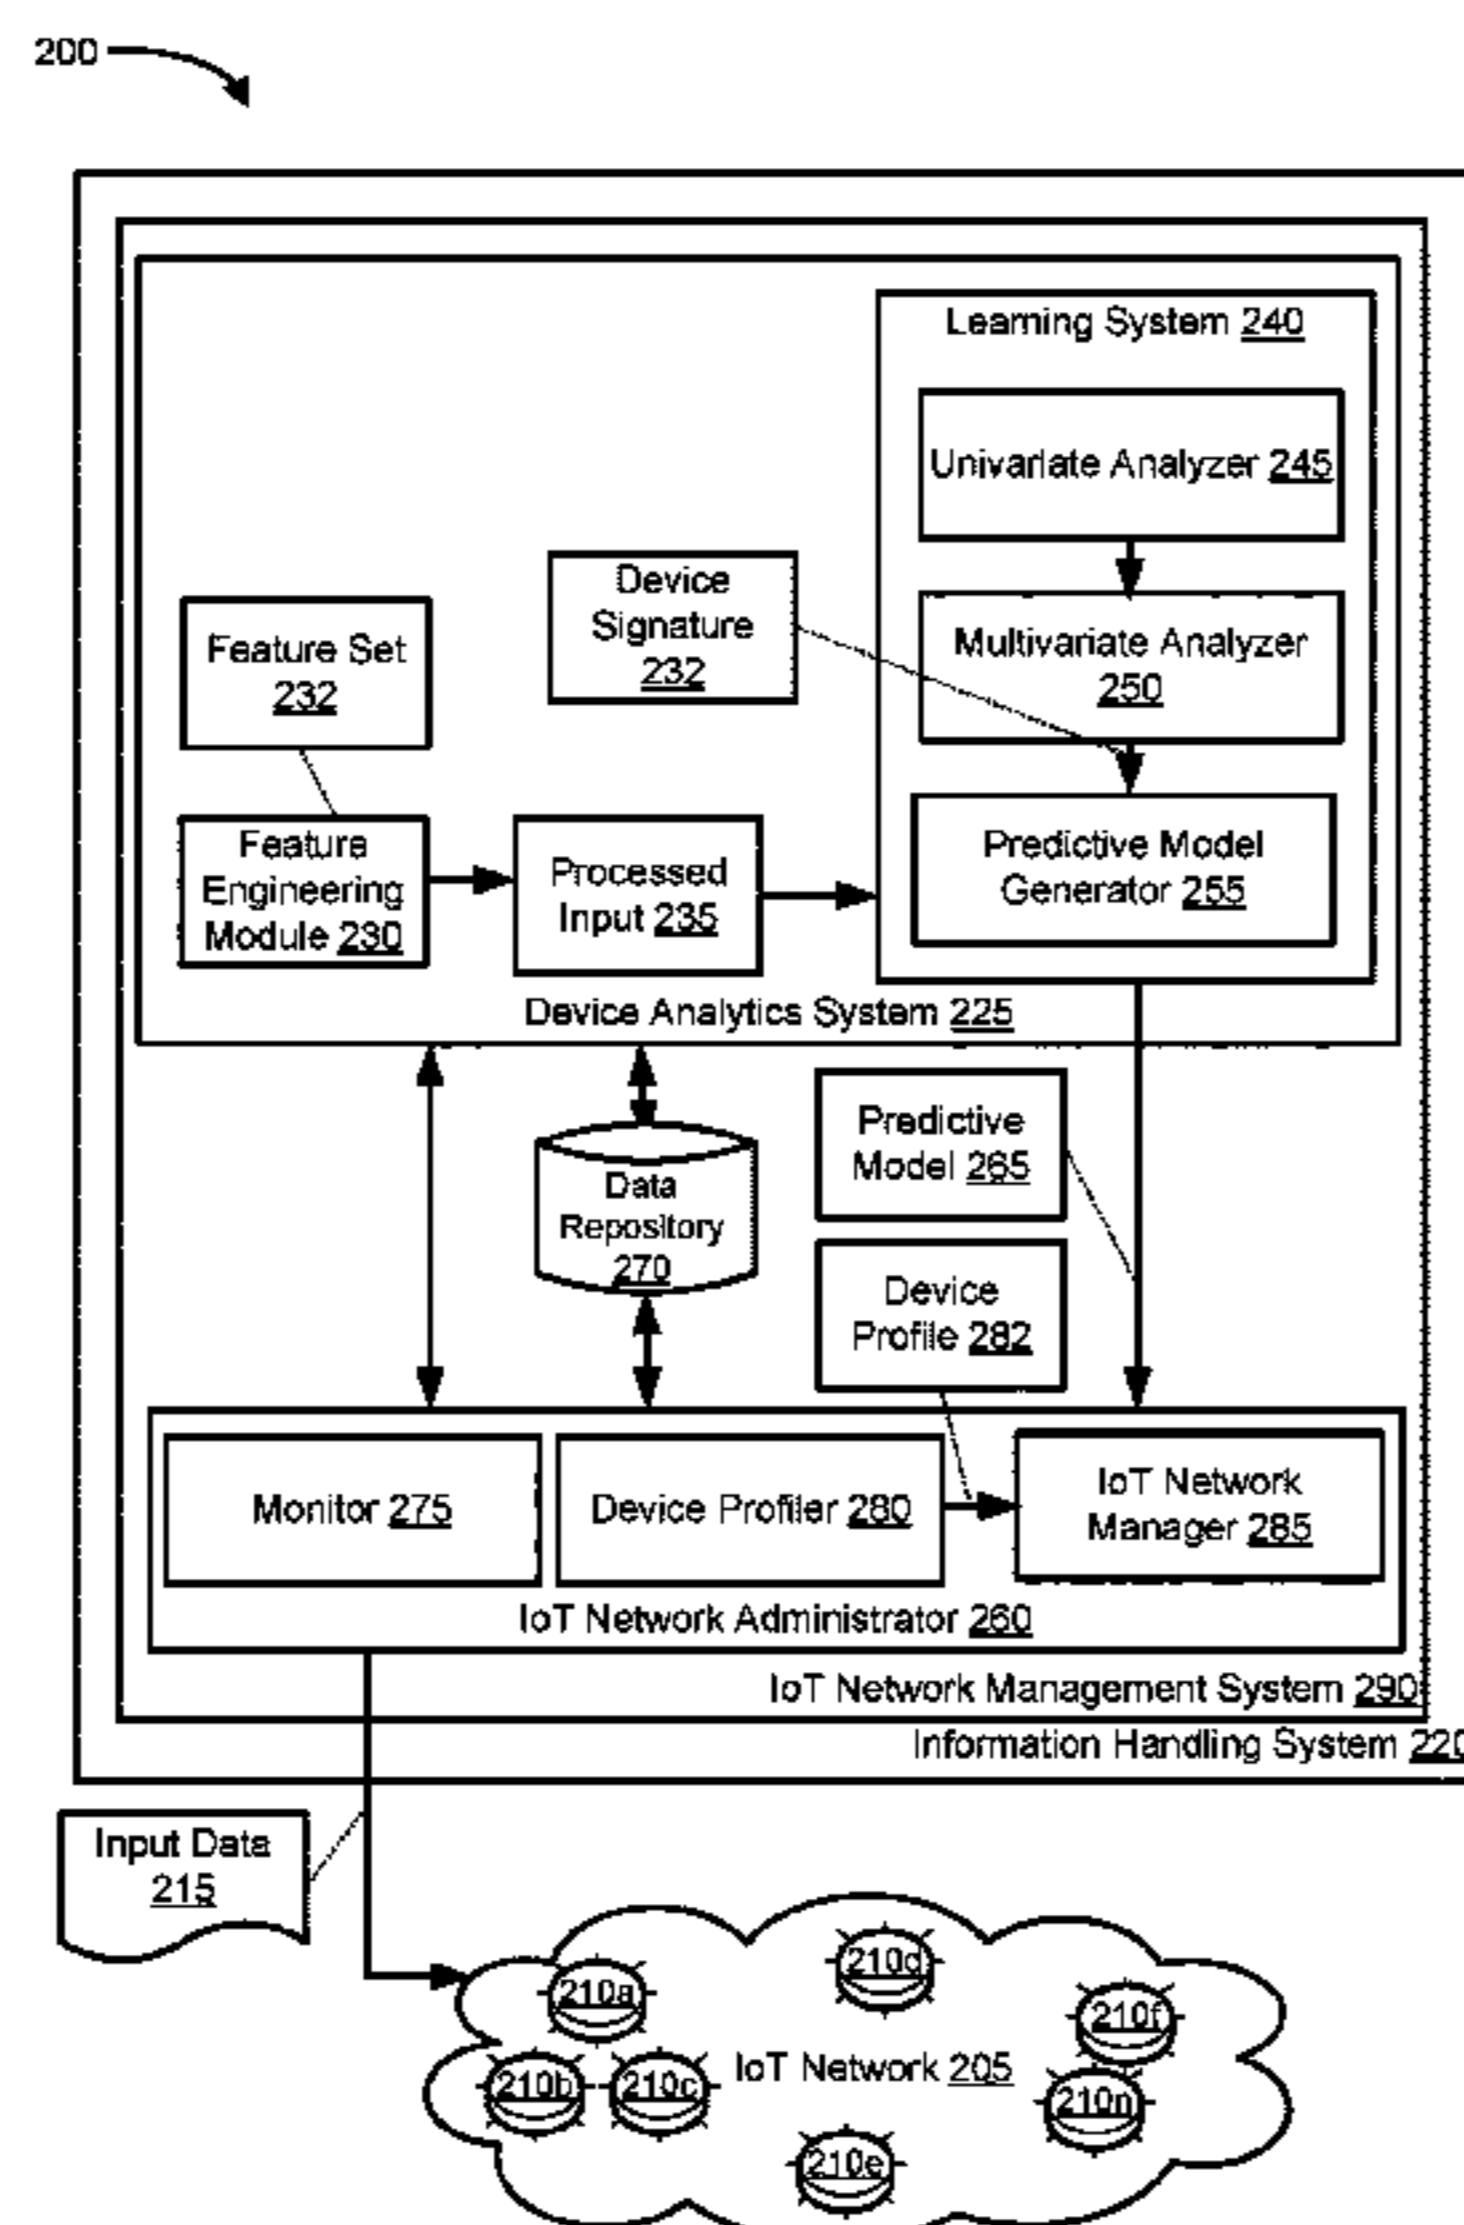 200
Learning System 240
Univariate Analyzer 245
Device
Signature
232
Multivariate Analyzer
250
Feature Set
232
Feature
Engineering
Module 230
Processed
Input 235
Predictive Model
Generator 255
Device Analytics System 225
Predictive
Model 265
Data
Repository
270
Device
Profile 282
Monitor 275
Device Profiler 280
IoT Network
Manager 285
IoT Network Administrator 260
IoT Network Management System 290
Information Handling System 220
Input Data
215
210a
210d
210f
210b
210c
IoT Network 205
210n
210e